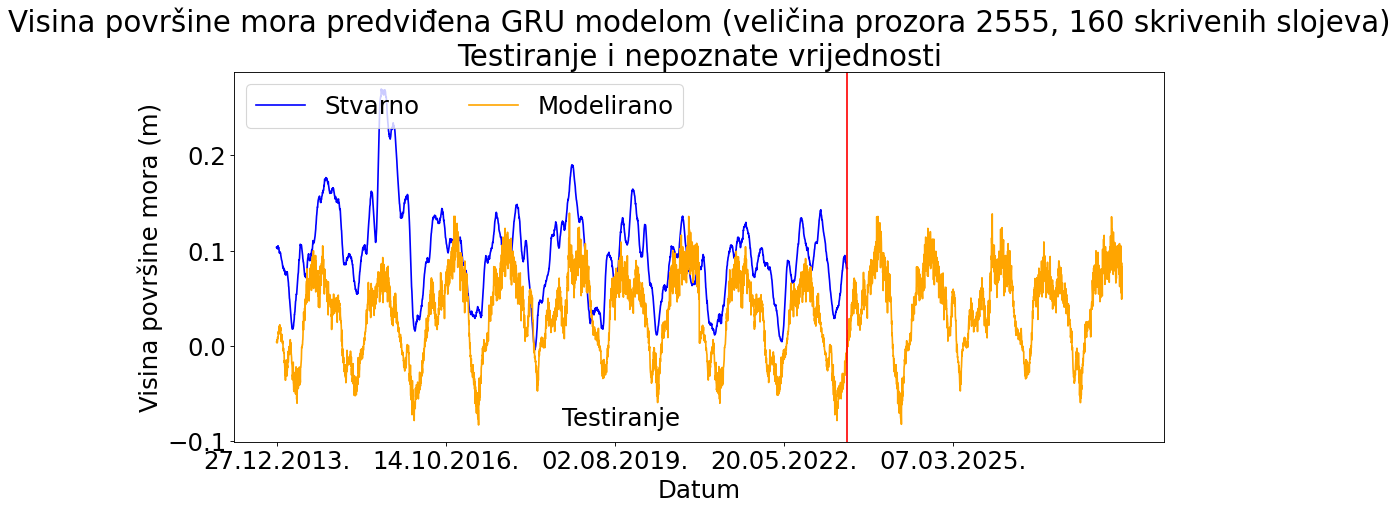 Visina površine mora predviđena GRU modelom (veličina prozora 2555, 160 skrivenih slojeva)
Testiranje i nepoznate vrijednosti
Stvarno Modelirano
Visina površine mora (m)
0.2
0.1
0.0
−0.1
Testiranje
27.12.2013. 14.10.2016. 02.08.2019. 20.05.2022. 07.03.2025.
Datum